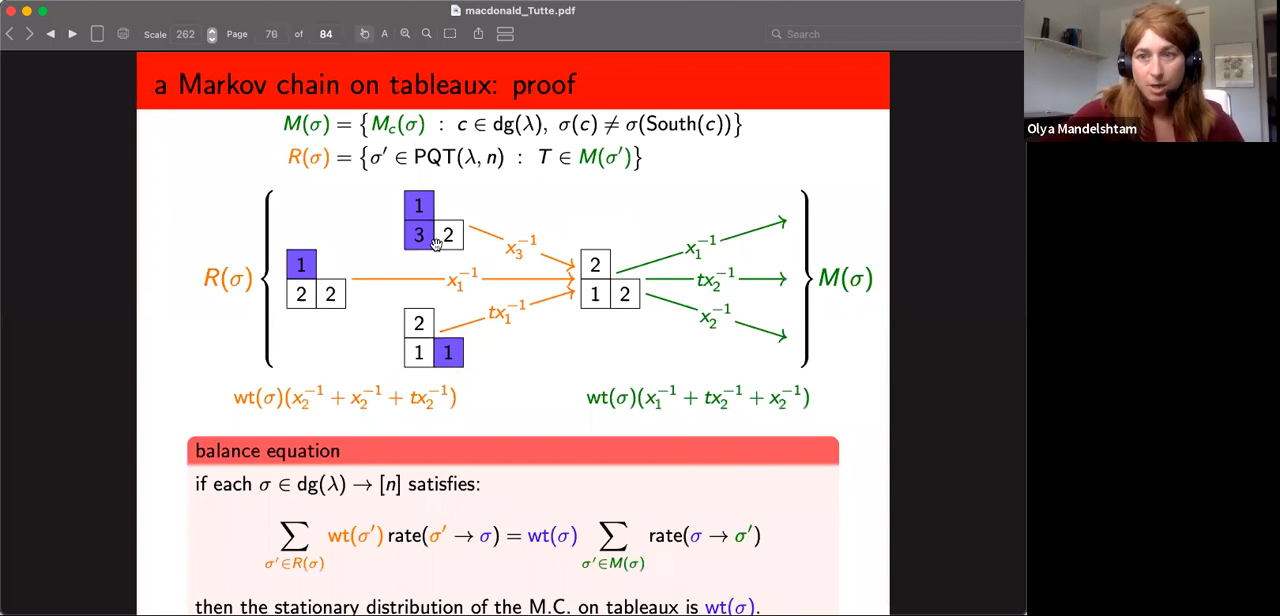 macdonald_Tutte.pdf
Scale 262 Page 76 of 84 A Search
Olya Mandelshtam
a Markov chain on tableaux: proof
M(σ) = {M_c(σ) : c ∈ dg(λ), σ(c) ≠ σ(South(c))}
R(σ) = {σ′ ∈ PQT(λ, n) : T ∈ M(σ′)}
1
3 2
x_3^{-1}
2
x_1^{-1}
1
R(σ)
x_1^{-1}
tx_2^{-1}
M(σ)
2 2
1 2
2
tx_1^{-1}
x_2^{-1}
1 1
wt(σ)(x_2^{-1} + x_2^{-1} + tx_2^{-1})
wt(σ)(x_1^{-1} + tx_2^{-1} + x_2^{-1})
balance equation
if each σ ∈ dg(λ) → [n] satisfies:
∑_{σ′∈R(σ)} wt(σ′) rate(σ′ → σ) = wt(σ) ∑_{σ′∈M(σ)} rate(σ → σ′)
then the stationary distribution of the M.C. on tableaux is wt(σ).